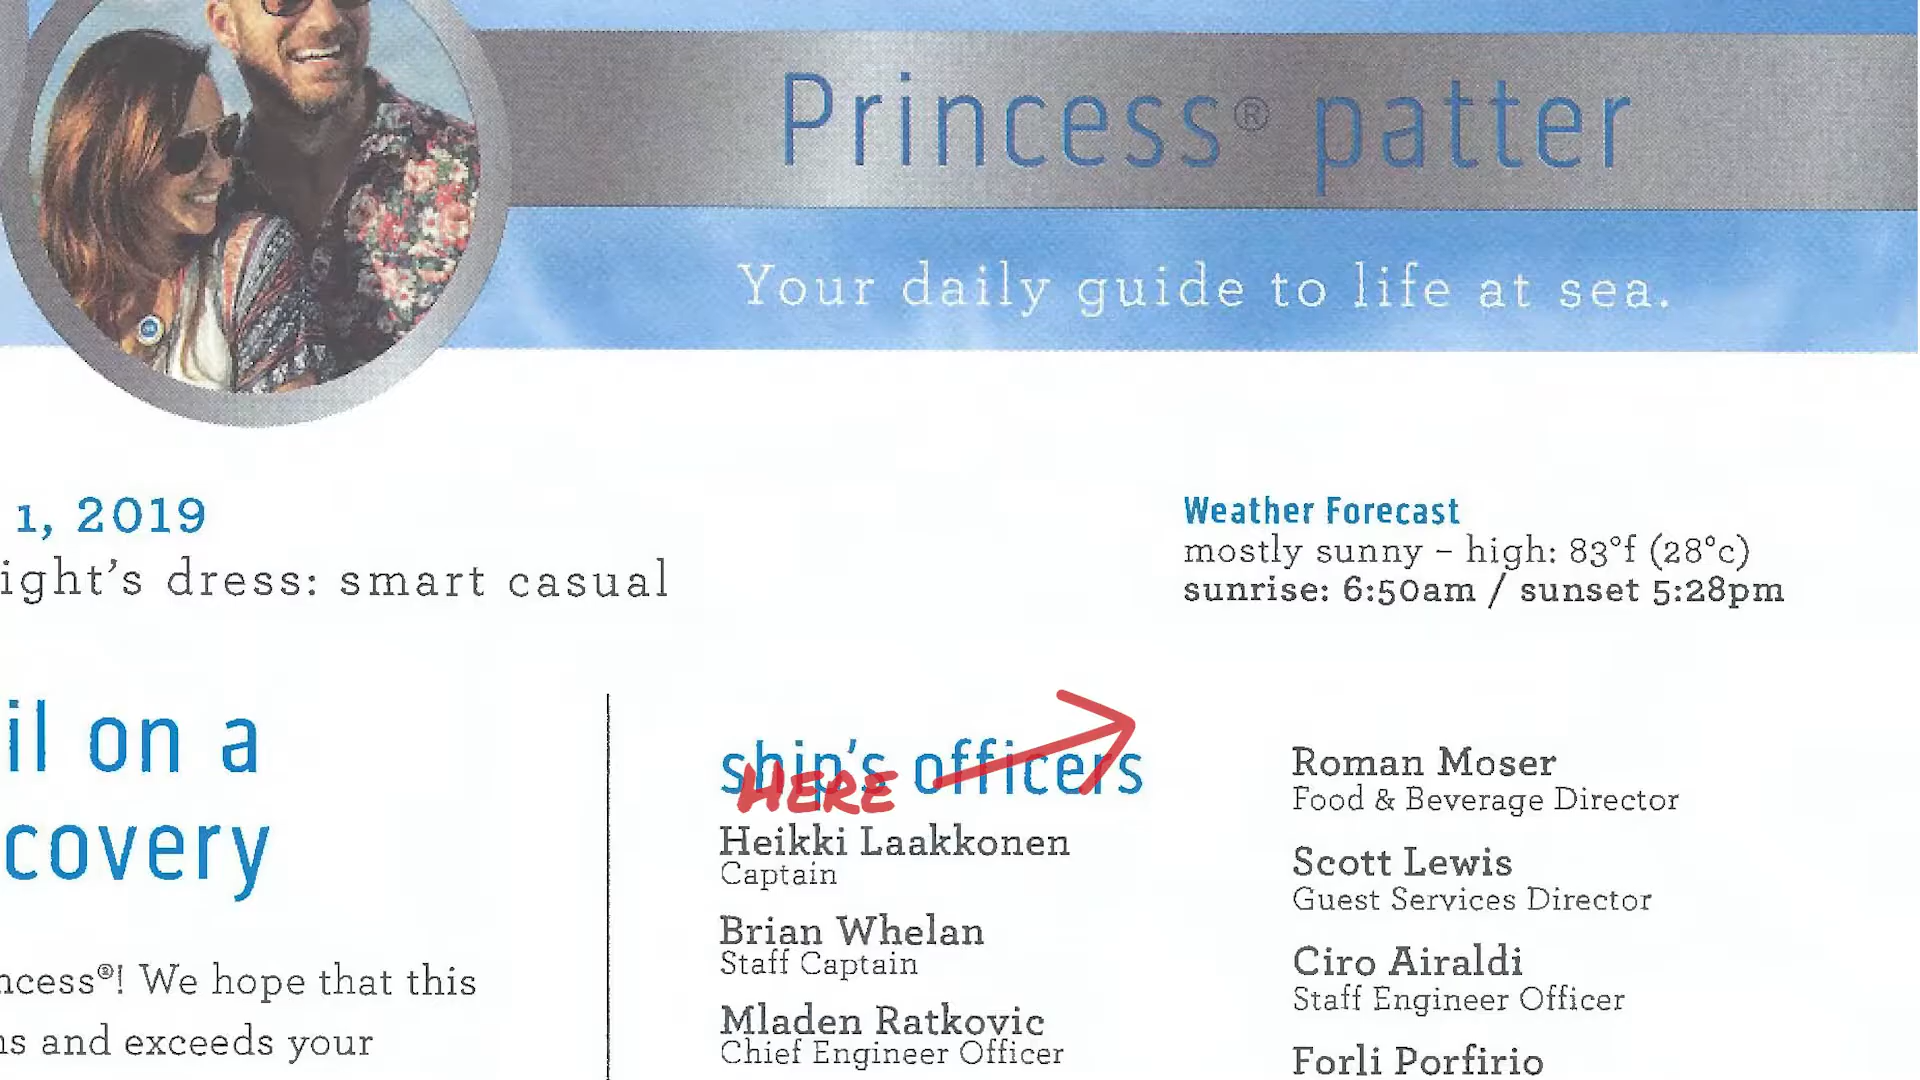 Princess® patter
Your daily guide to life at sea.
1, 2019
ight's dress: smart casual
Weather Forecast
mostly sunny – high: 83°f (28°c)
sunrise: 6:50am / sunset 5:28pm
il on a
covery
ncess®! We hope that this
ns and exceeds your
ship's officers
HERE
Heikki Laakkonen
Captain
Brian Whelan
Staff Captain
Mladen Ratkovic
Chief Engineer Officer
Roman Moser
Food & Beverage Director
Scott Lewis
Guest Services Director
Ciro Airaldi
Staff Engineer Officer
Forli Porfirio